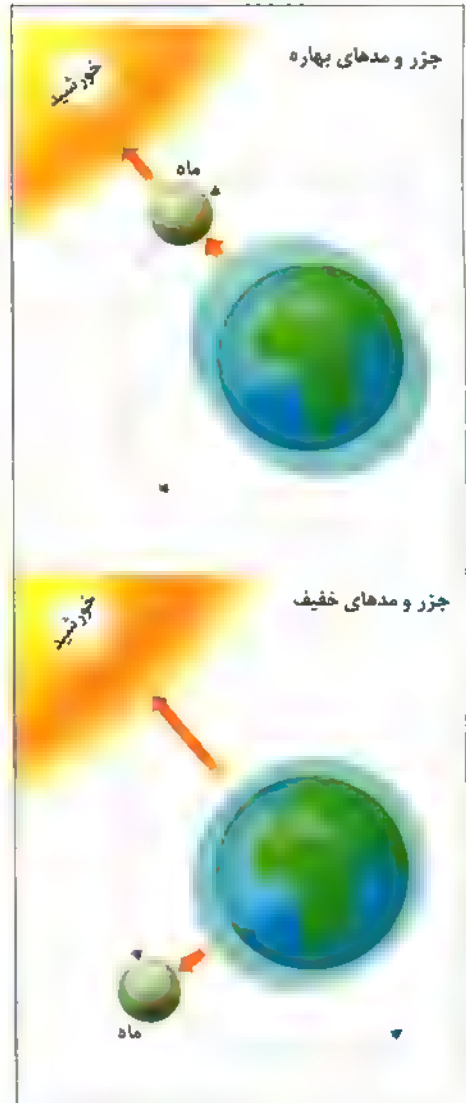 جزر و مدهای بهاره
خورشید
ماه
جزر و مدهای خفیف
خورشید
ماه